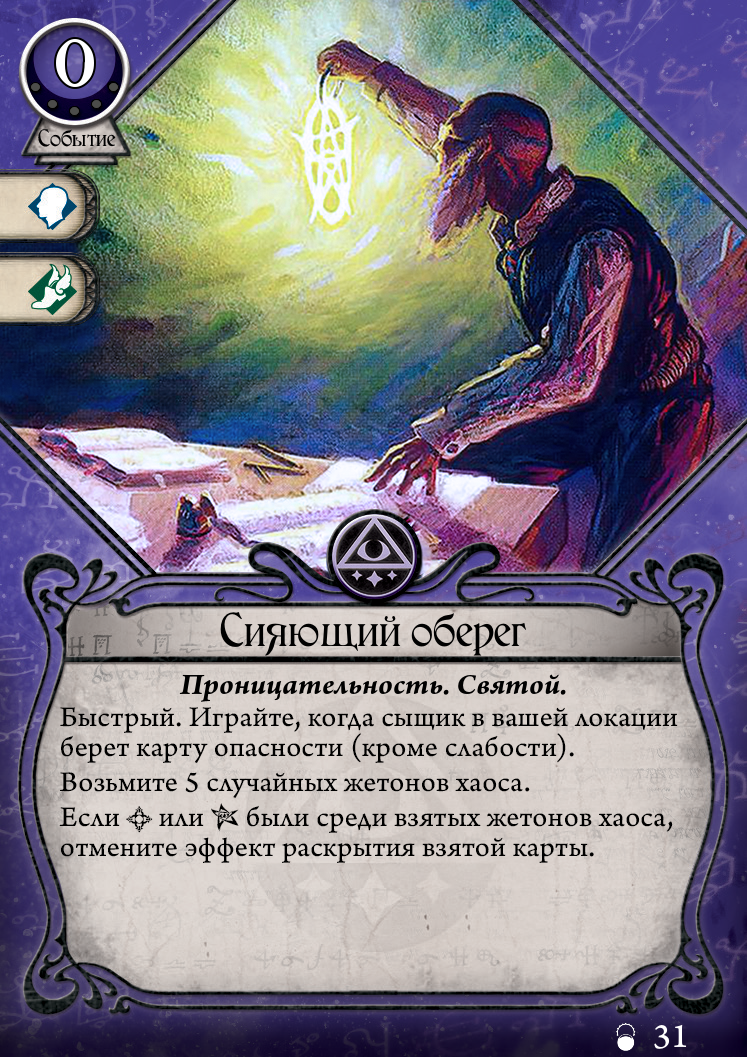 0
Событие
Сияющий оберег
Проницательность. Святой.
Быстрый. Играйте, когда сыщик в вашей локации
берет карту опасности (кроме слабости).
Возьмите 5 случайных жетонов хаоса.
Если или были среди взятых жетонов хаоса,
отмените эффект раскрытия взятой карты.
31